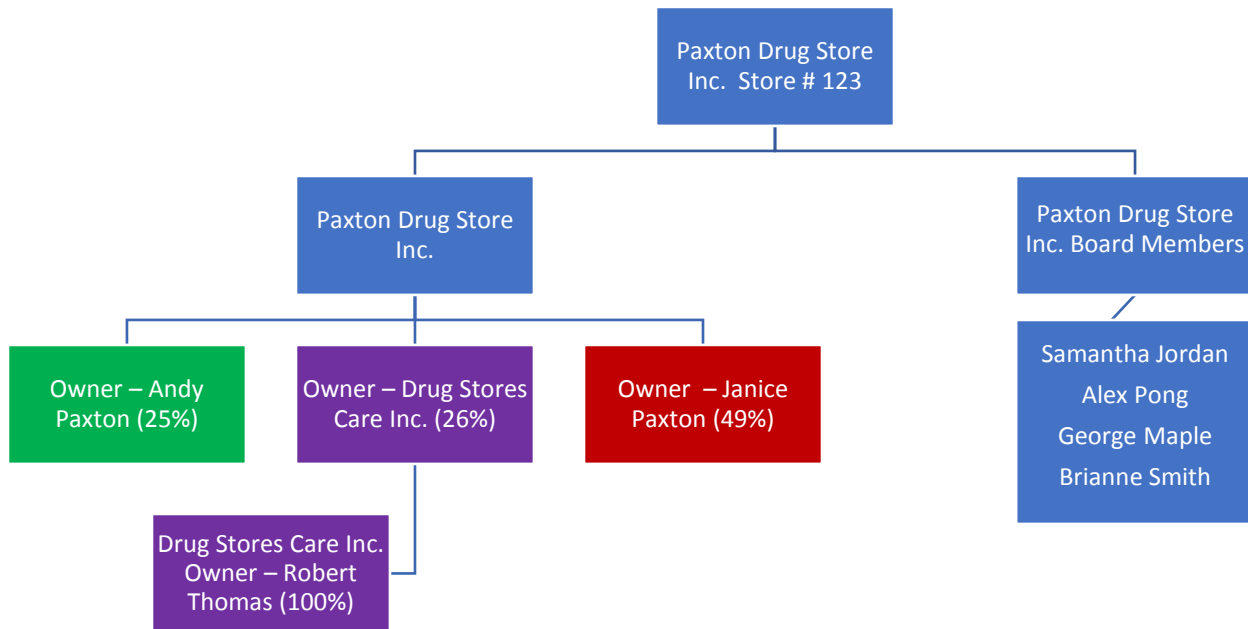 Paxton Drug Store
Inc.  Store # 123
Paxton Drug Store
Inc.
Paxton Drug Store
Inc. Board Members
Owner – Andy
Paxton (25%)
Owner – Drug Stores
Care Inc. (26%)
Owner  – Janice
Paxton (49%)
Samantha Jordan
Alex Pong
George Maple
Brianne Smith
Drug Stores Care Inc.
Owner – Robert
Thomas (100%)